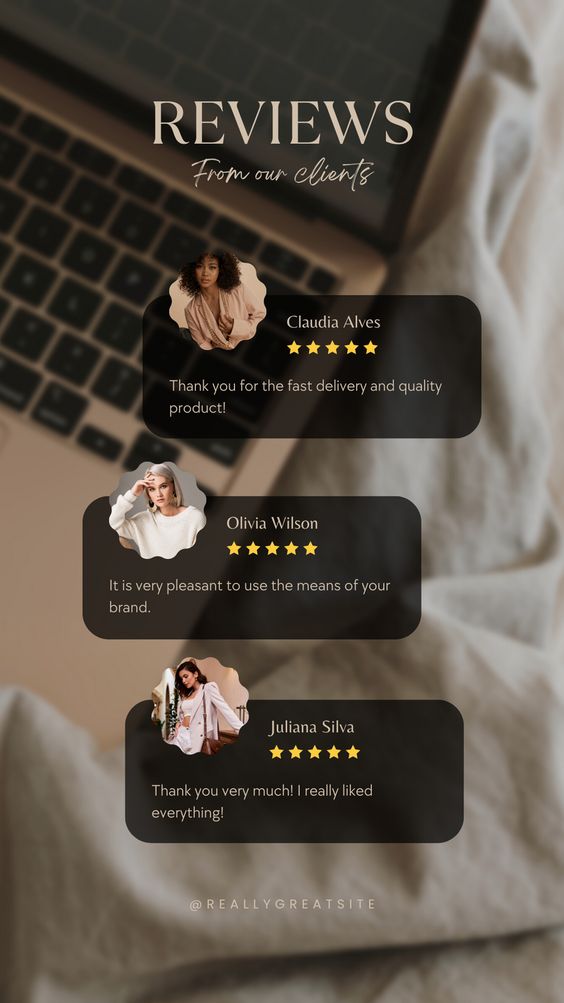 REVIEWS
From our clients
Claudia Alves
Thank you for the fast delivery and quality
product!
Olivia Wilson
It is very pleasant to use the means of your
brand.
Juliana Silva
Thank you very much! I really liked
everything!
@REALLYGREATSITE